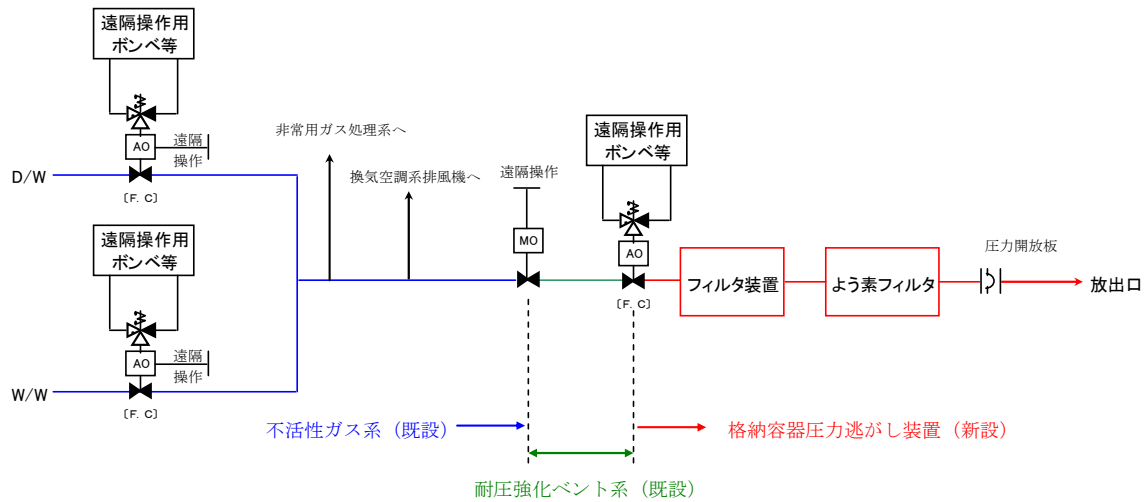 遠隔操作用
ボンベ等
AO
遠隔
操作
D/W
〔F. C〕
遠隔操作用
ボンベ等
AO
遠隔
操作
W/W
〔F. C〕
非常用ガス処理系へ
換気空調系排風機へ
遠隔操作
MO
遠隔操作用
ボンベ等
AO
〔F. C〕
フィルタ装置
よう素フィルタ
圧力開放板
放出口
不活性ガス系（既設）
格納容器圧力逃がし装置（新設）
耐圧強化ベント系（既設）